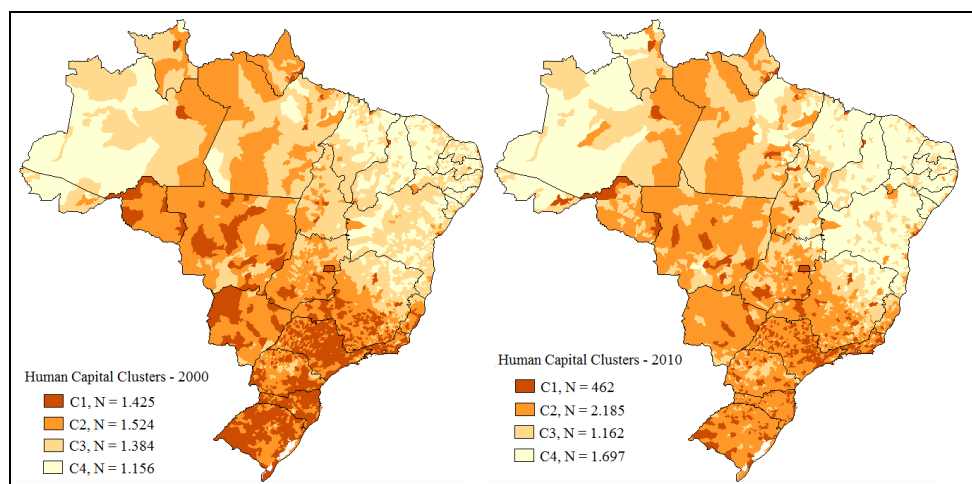 Human Capital Clusters - 2000
C1, N = 1.425
C2, N = 1.524
C3, N = 1.384
C4, N = 1.156
Human Capital Clusters - 2010
C1, N = 462
C2, N = 2.185
C3, N = 1.162
C4, N = 1.697